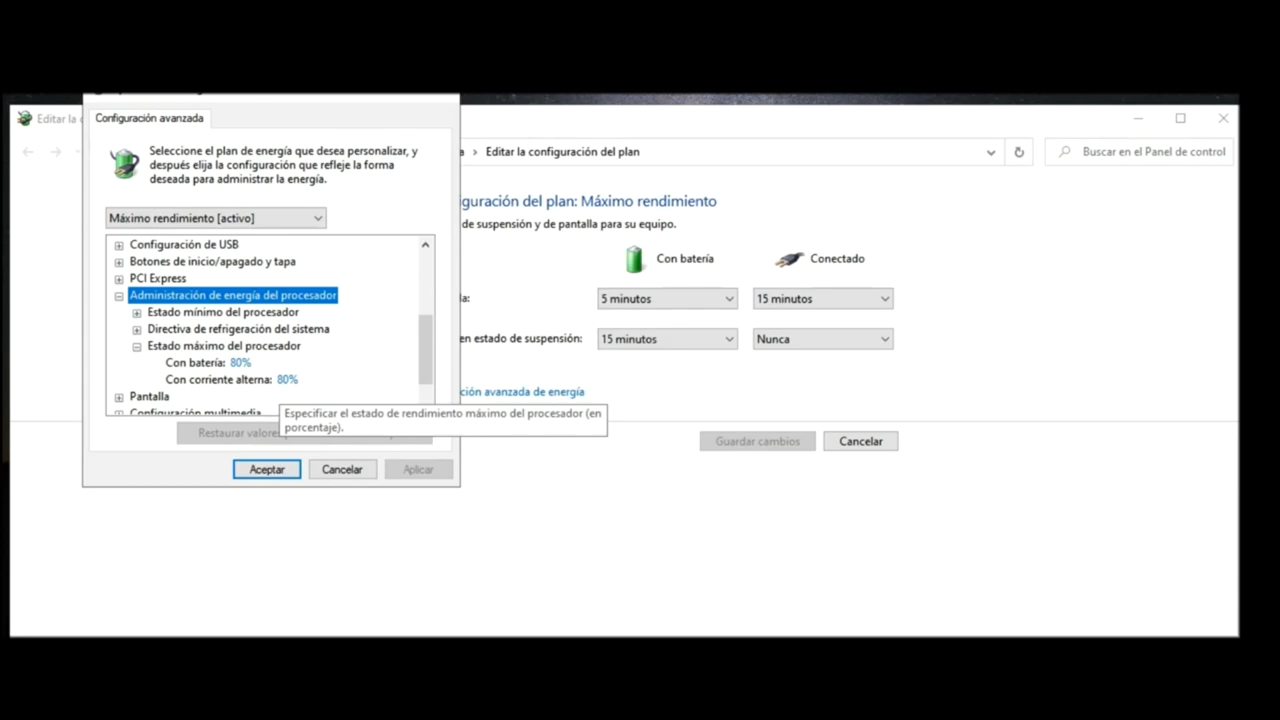 Editar la
Configuración avanzada
Seleccione el plan de energía que desea personalizar, y
después elija la configuración que refleje la forma
deseada para administrar la energía.
Máximo rendimiento [activo]
Configuración de USB
Botones de inicio/apagado y tapa
PCI Express
Administración de energía del procesador
Estado mínimo del procesador
Directiva de refrigeración del sistema
Estado máximo del procesador
Con batería: 80%
Con corriente alterna: 80%
Pantalla
Configuración multimedia
Especificar el estado de rendimiento máximo del procesador (en
porcentaje).
Restaurar valores
Aceptar
Cancelar
Aplicar
a › Editar la configuración del plan
Buscar en el Panel de control
iguración del plan: Máximo rendimiento
de suspensión y de pantalla para su equipo.
Con batería
Conectado
la:
5 minutos
15 minutos
en estado de suspensión:
15 minutos
Nunca
ción avanzada de energía
Guardar cambios
Cancelar